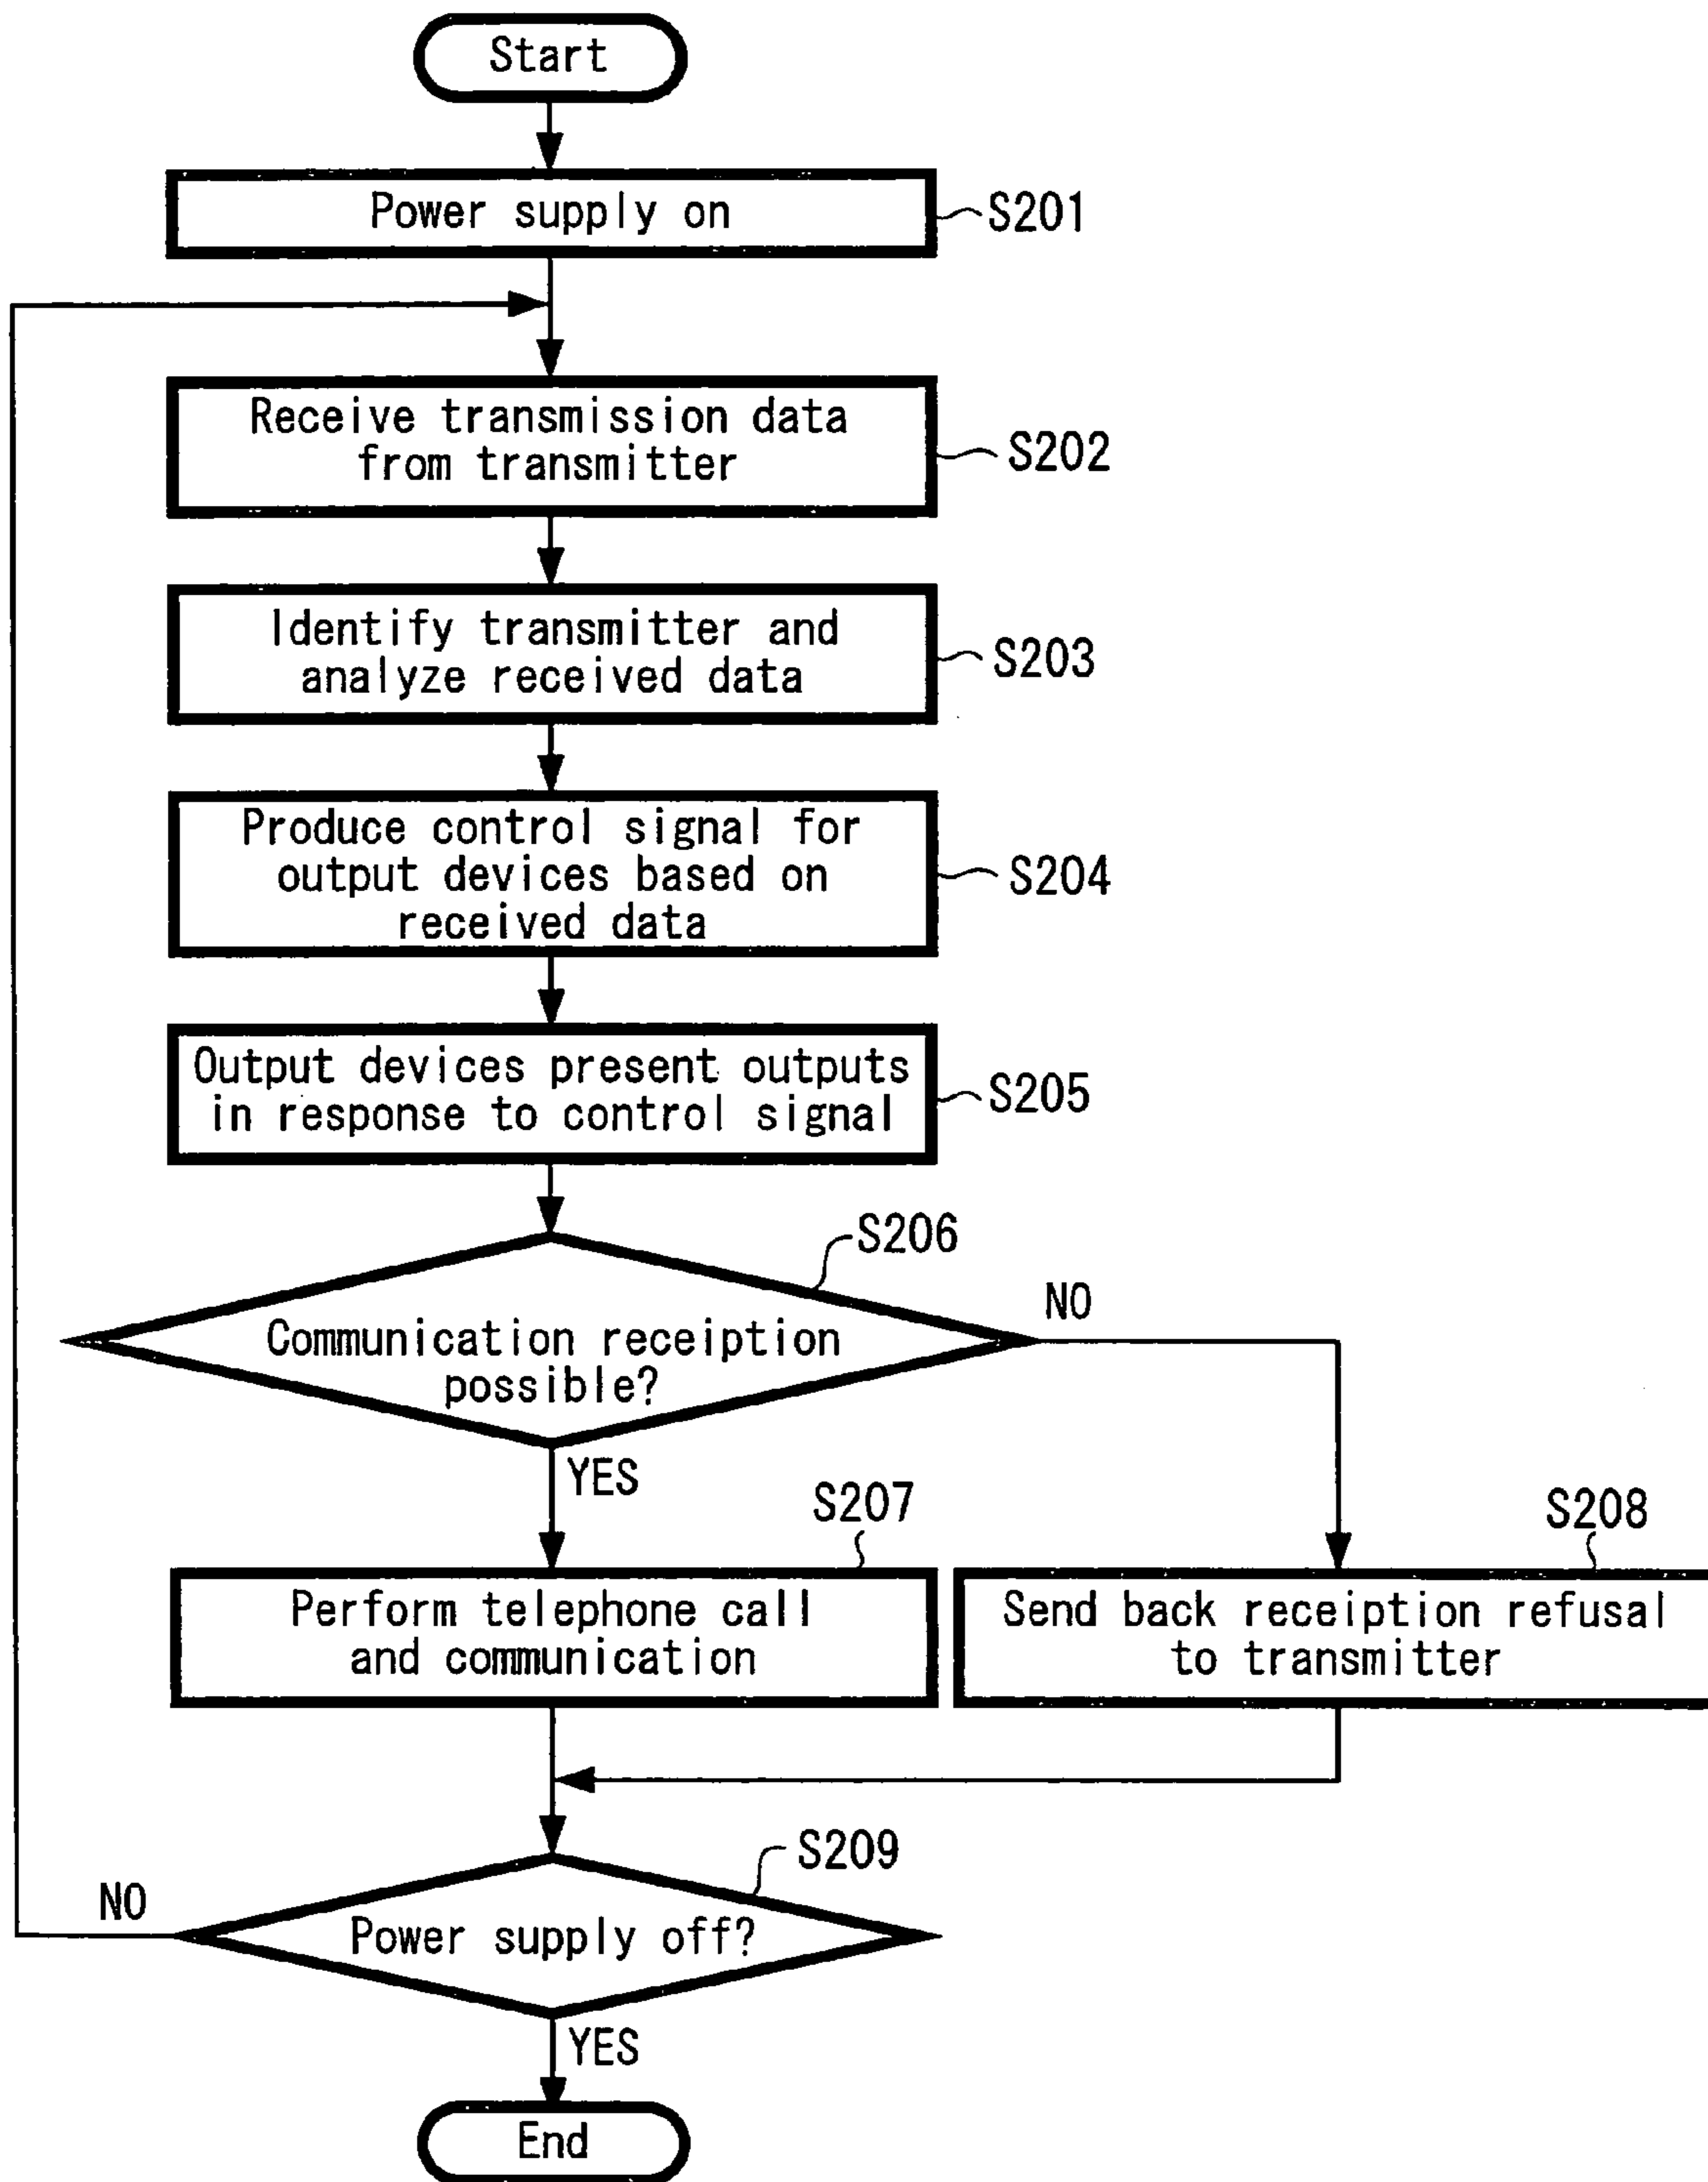 Start
Power supply on
S201
Receive transmission data
from transmitter
S202
Identify transmitter and
analyze received data
S203
Produce control signal for
output devices based on
received data
S204
Output devices present outputs
in response to control signal
S205
S206
Communication receiption
possible?
NO
YES
S207
Perform telephone call
and communication
S208
Send back receiption refusal
to transmitter
S209
Power supply off?
NO
YES
End